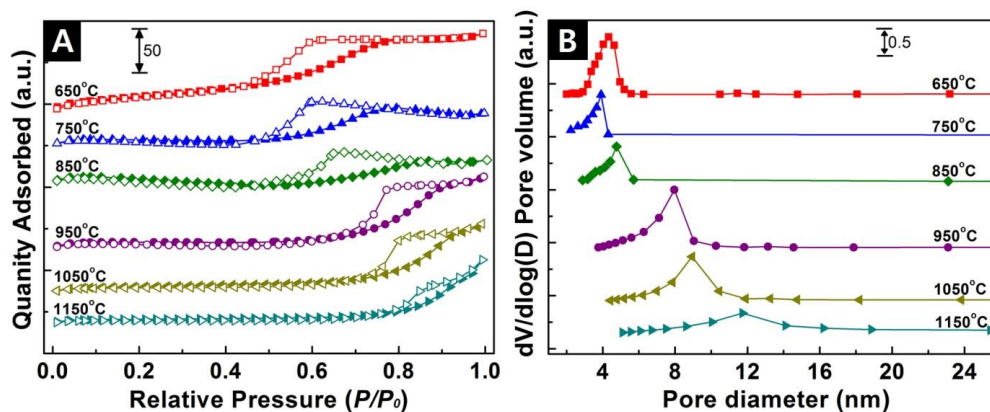 A
50
650°C
750°C
850°C
950°C
1050°C
1150°C
Quanity Adsorbed (a.u.)
0.0 0.2 0.4 0.6 0.8 1.0
Relative Pressure (P/P₀)
B
0.5
650°C
750°C
850°C
950°C
1050°C
1150°C
dV/dlog(D) Pore volume (a.u.)
4 8 12 16 20 24
Pore diameter (nm)